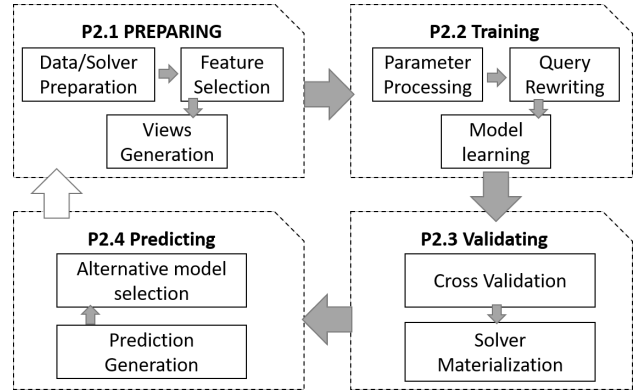 P2.1 PREPARING
Data/Solver
Preparation
Feature
Selection
Views
Generation
P2.2 Training
Parameter
Processing
Query
Rewriting
Model
learning
P2.4 Predicting
Alternative model
selection
Prediction
Generation
P2.3 Validating
Cross Validation
Solver
Materialization